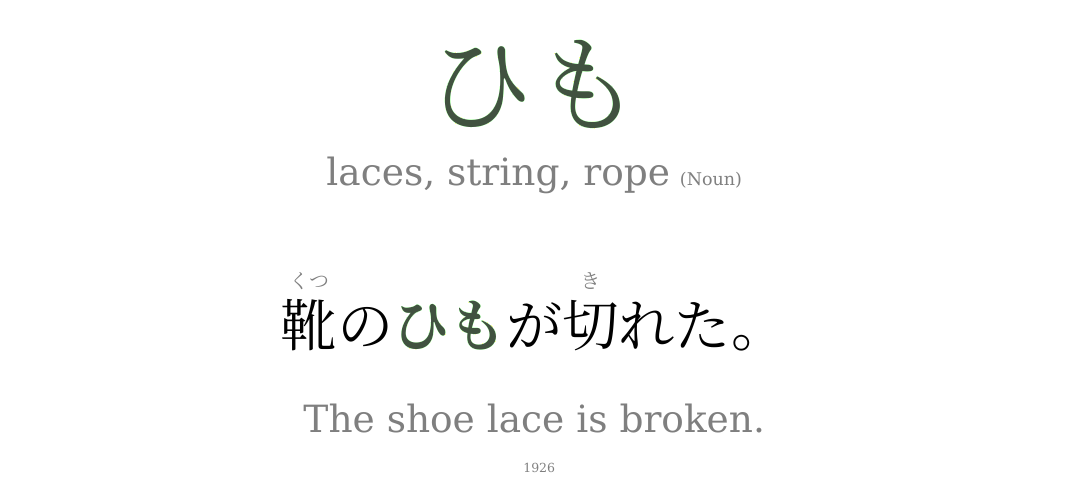 ひも
laces, string, rope (Noun)
くつ き
靴のひもが切れた。
The shoe lace is broken.
1926